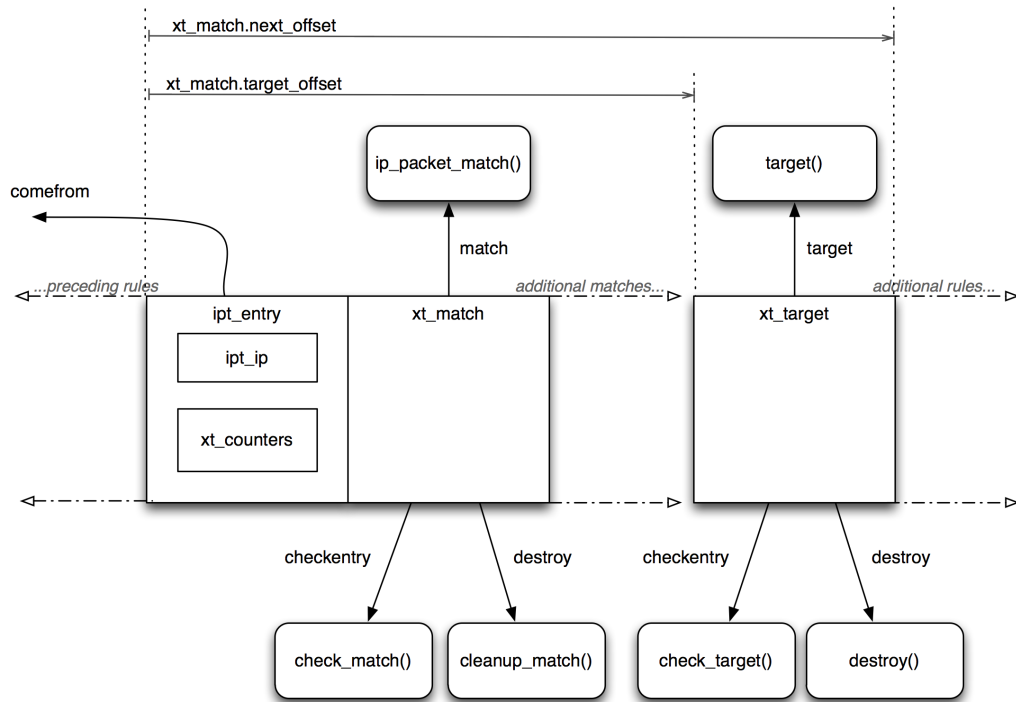 xt_match.next_offset
xt_match.target_offset
ip_packet_match()
target()
comefrom
match
target
...preceding rules
additional matches...
additional rules...
ipt_entry
xt_match
xt_target
ipt_ip
xt_counters
checkentry
destroy
checkentry
destroy
check_match()
cleanup_match()
check_target()
destroy()